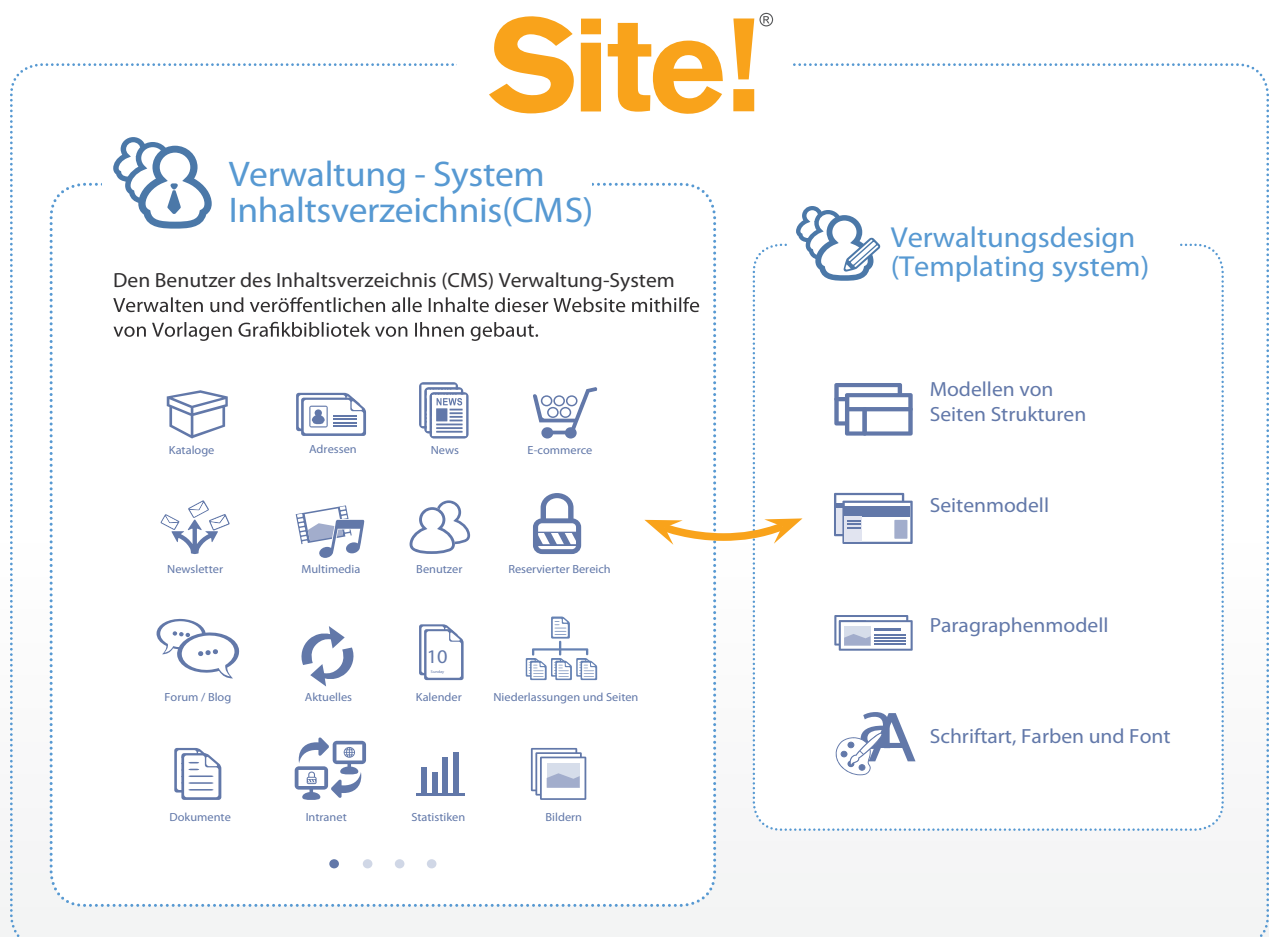 Site!®
Verwaltung - System
Inhaltsverzeichnis(CMS)
Den Benutzer des Inhaltsverzeichnis (CMS) Verwaltung-System
Verwalten und veröffentlichen alle Inhalte dieser Website mithilfe
von Vorlagen Grafikbibliotek von Ihnen gebaut.
Kataloge
Adressen
NEWS
News
E-commerce
Newsletter
Multimedia
Benutzer
Reservierter Bereich
Forum / Blog
Aktuelles
10
Kalender
Niederlassungen und Seiten
Dokumente
Intranet
Statistiken
Bildern
Verwaltungsdesign
(Templating system)
Modellen von
Seiten Strukturen
Seitenmodell
Paragraphenmodell
Schriftart, Farben und Font